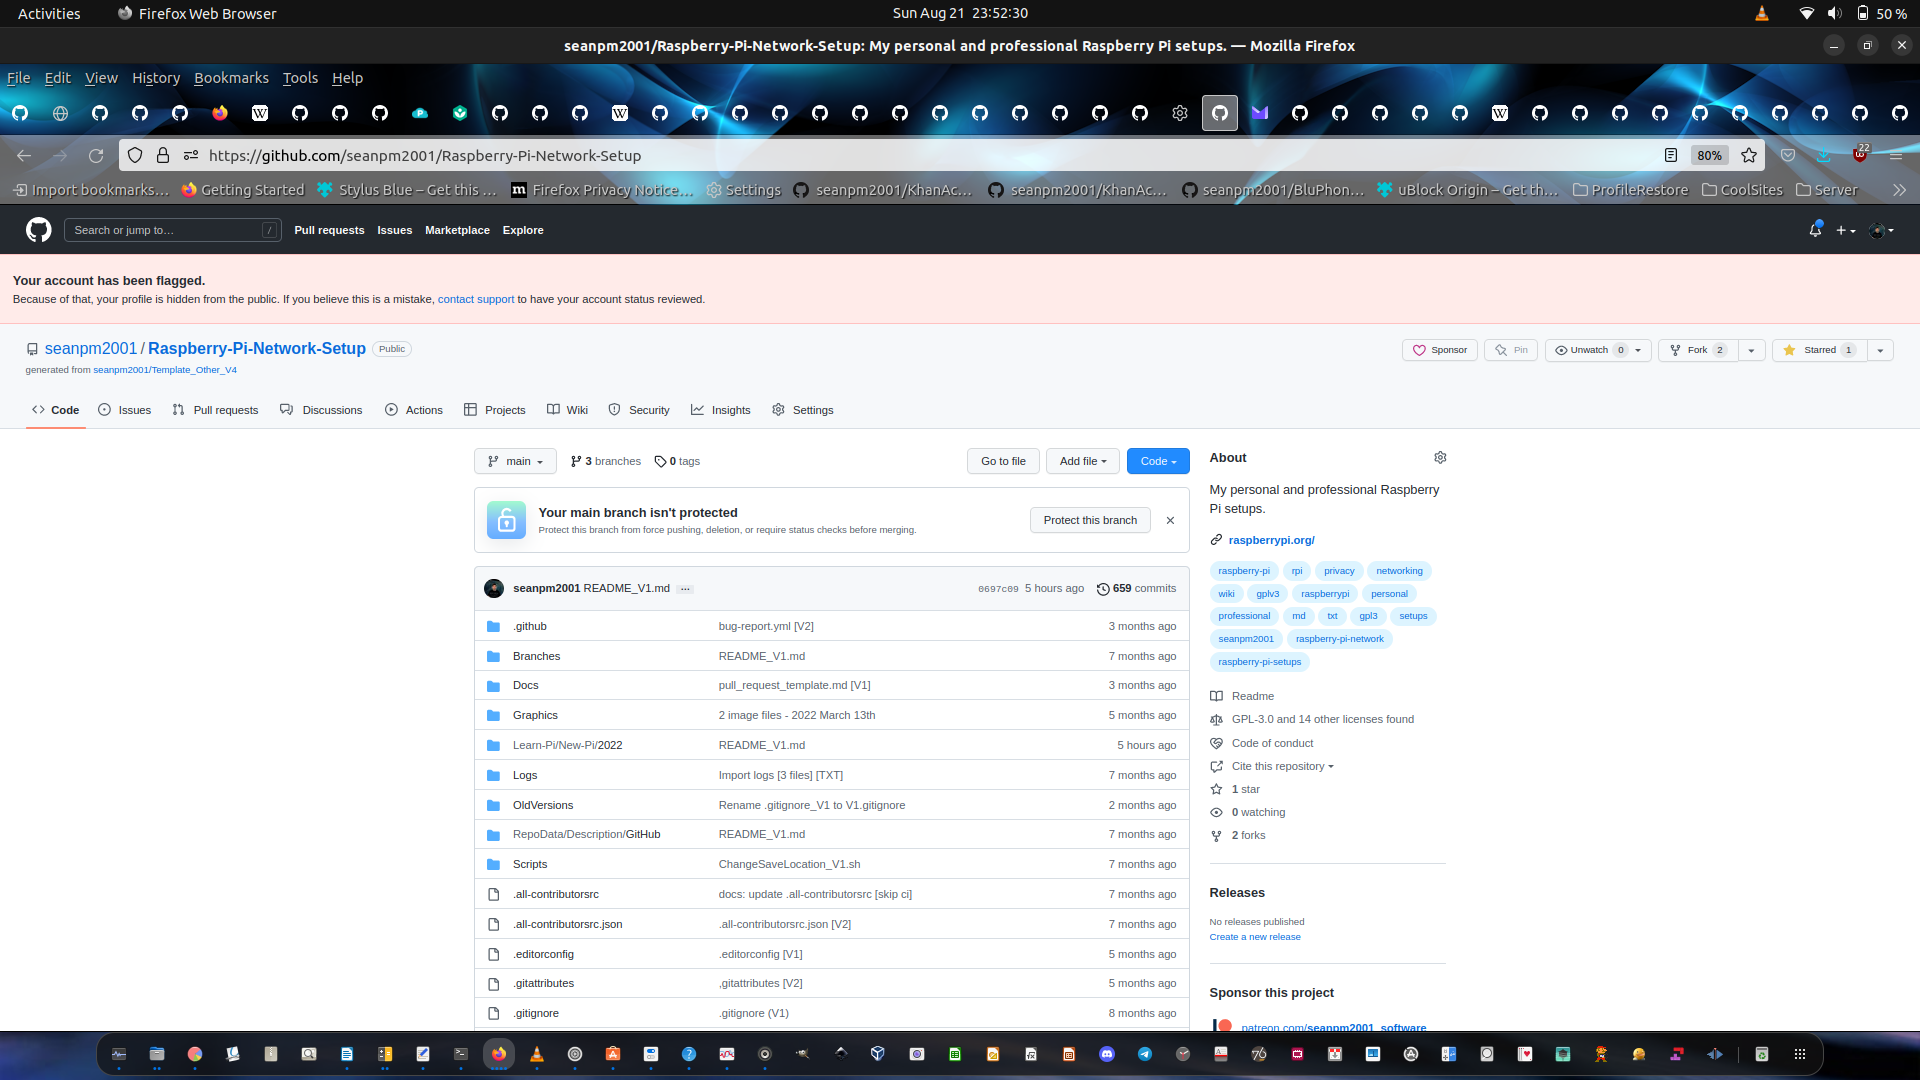 Activities
Firefox Web Browser
Sun Aug 21 23:52:30
50 %
seanpm2001/Raspberry-Pi-Network-Setup: My personal and professional Raspberry Pi setups. — Mozilla Firefox
File Edit View History Bookmarks Tools Help
https://github.com/seanpm2001/Raspberry-Pi-Network-Setup
80%
22
Import bookmarks…
Getting Started
Stylus Blue – Get this …
Firefox Privacy Notice…
Settings
seanpm2001/KhanAc…
seanpm2001/KhanAc…
seanpm2001/BluPhon…
uBlock Origin – Get th…
ProfileRestore
CoolSites
Server
Search or jump to…
/
Pull requests Issues Marketplace Explore
Your account has been flagged.
Because of that, your profile is hidden from the public. If you believe this is a mistake, contact support to have your account status reviewed.
seanpm2001 / Raspberry-Pi-Network-Setup Public
generated from seanpm2001/Template_Other_V4
Sponsor
Pin
Unwatch 0
Fork 2
Starred 1
Code Issues Pull requests Discussions Actions Projects Wiki Security Insights Settings
main
3 branches
0 tags
Go to file
Add file
Code
Your main branch isn't protected
Protect this branch from force pushing, deletion, or require status checks before merging.
Protect this branch
seanpm2001 README_V1.md … 0697c09 5 hours ago 659 commits
.github bug-report.yml [V2] 3 months ago
Branches README_V1.md 7 months ago
Docs pull_request_template.md [V1] 3 months ago
Graphics 2 image files - 2022 March 13th 5 months ago
Learn-Pi/New-Pi/2022 README_V1.md 5 hours ago
Logs Import logs [3 files] [TXT] 7 months ago
OldVersions Rename .gitignore_V1 to V1.gitignore 2 months ago
RepoData/Description/GitHub README_V1.md 7 months ago
Scripts ChangeSaveLocation_V1.sh 7 months ago
.all-contributorsrc docs: update .all-contributorsrc [skip ci] 7 months ago
.all-contributorsrc.json .all-contributorsrc.json [V2] 7 months ago
.editorconfig .editorconfig [V1] 5 months ago
.gitattributes ,gitattributes [V2] 5 months ago
.gitignore .gitignore (V1) 8 months ago
About
My personal and professional Raspberry
Pi setups.
raspberrypi.org/
raspberry-pi rpi privacy networking
wiki gplv3 raspberrypi personal
professional md txt gpl3 setups
seanpm2001 raspberry-pi-network
raspberry-pi-setups
Readme
GPL-3.0 and 14 other licenses found
Code of conduct
Cite this repository
1 star
0 watching
2 forks
Releases
No releases published
Create a new release
Sponsor this project
patreon.com/seanpm2001_software